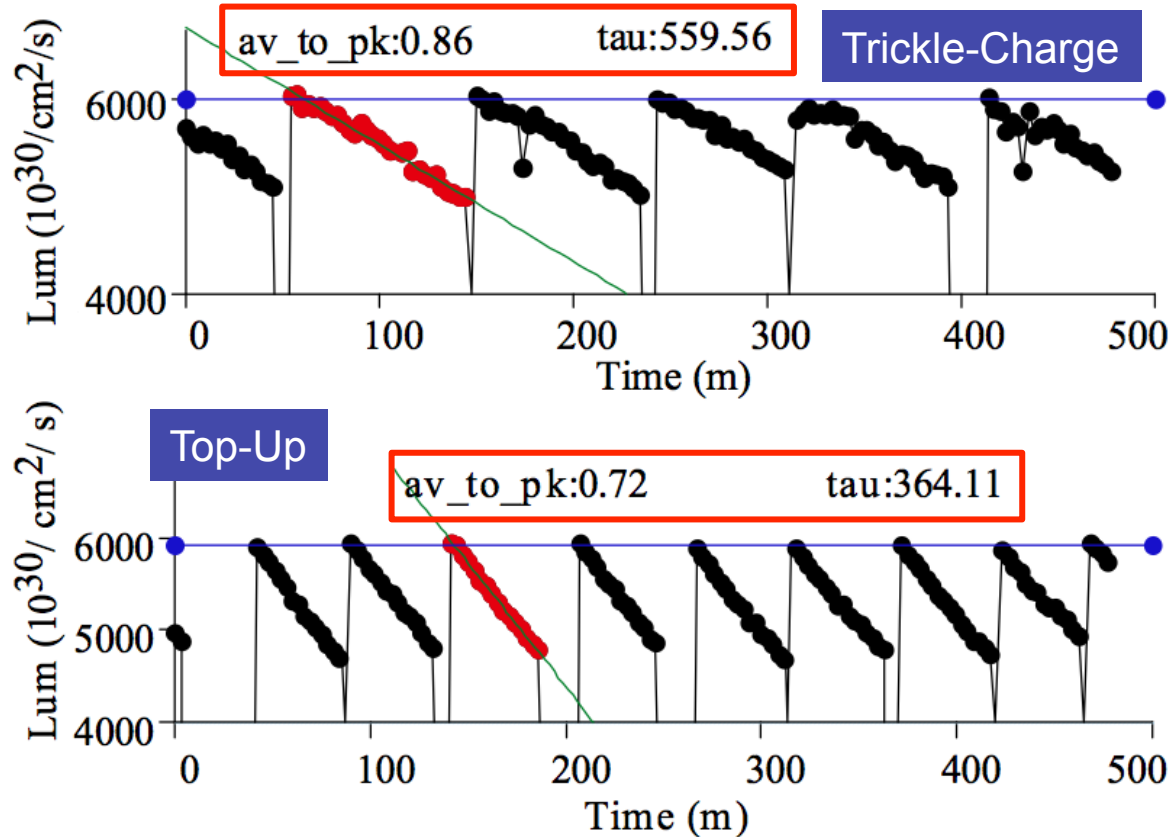 av_to_pk:0.86 tau:559.56
Trickle-Charge
Lum (10^30/cm^2/s)
6000
4000
0 100 200 300 400 500
Time (m)
Top-Up
av_to_pk:0.72 tau:364.11
Lum (10^30/ cm^2/ s)
6000
5000
4000
0 100 200 300 400 500
Time (m)